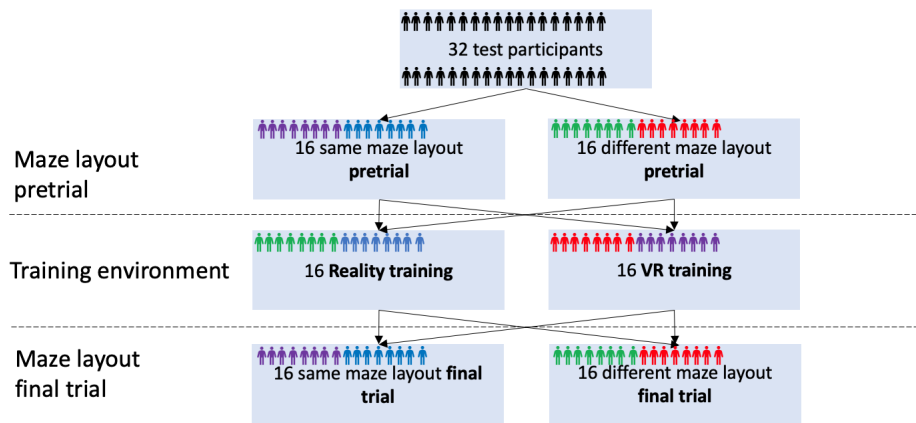 32 test participants
Maze layout
pretrial
16 same maze layout
pretrial
16 different maze layout
pretrial
Training environment
16 Reality training
16 VR training
Maze layout
final trial
16 same maze layout final
trial
16 different maze layout
final trial